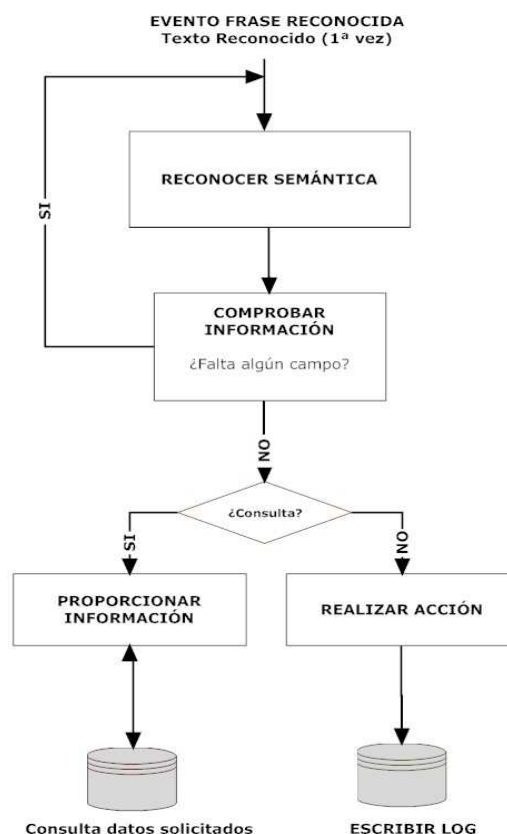 EVENTO FRASE RECONOCIDA
Texto Reconocido (1ª vez)
RECONOCER SEMÁNTICA
SI
COMPROBAR
INFORMACIÓN
¿Falta algún campo?
NO
¿Consulta?
SI
NO
PROPORCIONAR
INFORMACIÓN
REALIZAR ACCIÓN
Consulta datos solicitados
ESCRIBIR LOG